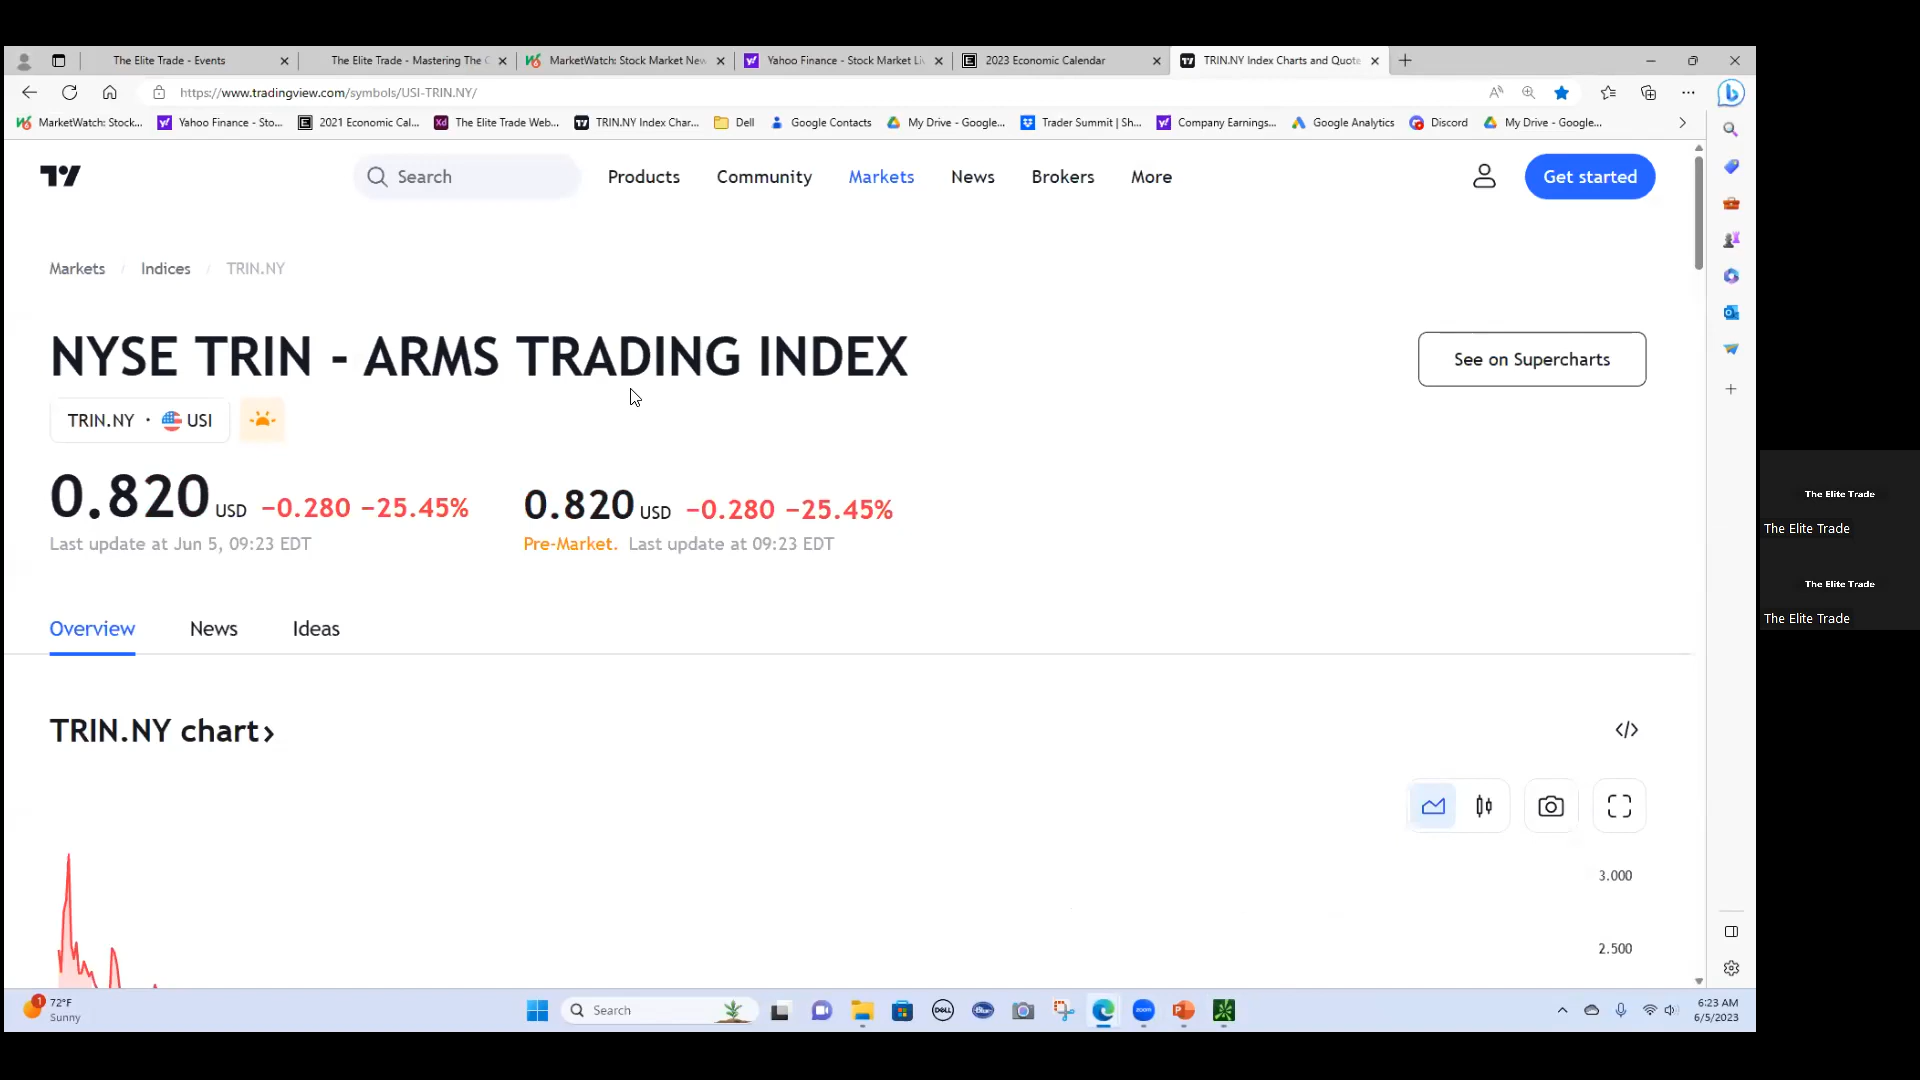 The Elite Trade - Events
The Elite Trade - Mastering The C
MarketWatch: Stock Market New
Yahoo Finance - Stock Market Li
2023 Economic Calendar
TRIN.NY Index Charts and Quote
https://www.tradingview.com/symbols/USI-TRIN.NY/
MarketWatch: Stock...
Yahoo Finance - Sto...
2021 Economic Cal...
The Elite Trade Web...
TRIN.NY Index Char...
Dell
Google Contacts
My Drive - Google...
Trader Summit | Sh...
Company Earnings...
Google Analytics
Discord
My Drive - Google...
Search
Products
Community
Markets
News
Brokers
More
Get started
Markets / Indices / TRIN.NY
NYSE TRIN - ARMS TRADING INDEX
See on Supercharts
TRIN.NY · USI
0.820 USD −0.280 −25.45%
0.820 USD −0.280 −25.45%
Last update at Jun 5, 09:23 EDT
Pre-Market. Last update at 09:23 EDT
The Elite Trade
The Elite Trade
The Elite Trade
The Elite Trade
Overview
News
Ideas
TRIN.NY chart›
3.000
2.500
1
72°F
Sunny
Search
DELL
zoom
6:23 AM
6/5/2023